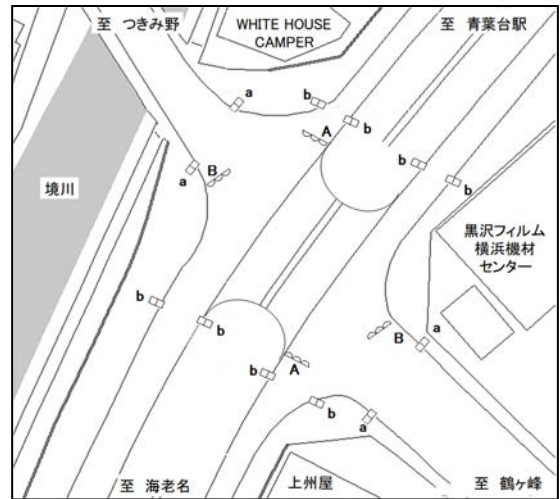 至 つきみ野
WHITE HOUSE
CAMPER
至 青葉台駅
a
b
A
b
b
b
B
a
境川
黒沢フィルム
横浜機材
センター
b
b
B
a
A
b
b
a
至 海老名
上州屋
至 鶴ヶ峰